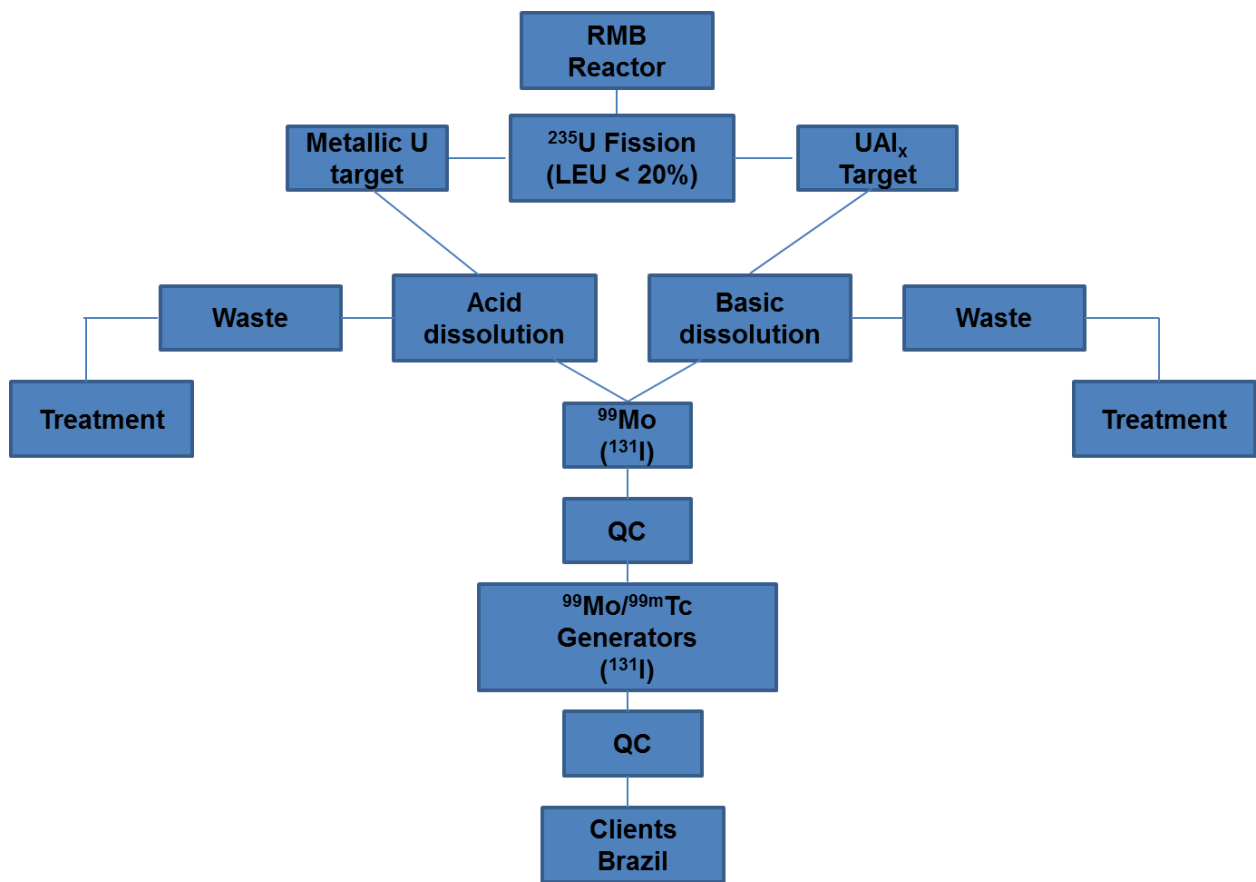 RMB
Reactor
Metallic U
target
²³⁵U Fission
(LEU < 20%)
UAlₓ
Target
Waste
Acid
dissolution
Basic
dissolution
Waste
Treatment
Treatment
⁹⁹Mo
(¹³¹I)
QC
⁹⁹Mo/⁹⁹ᵐTc
Generators
(¹³¹I)
QC
Clients
Brazil